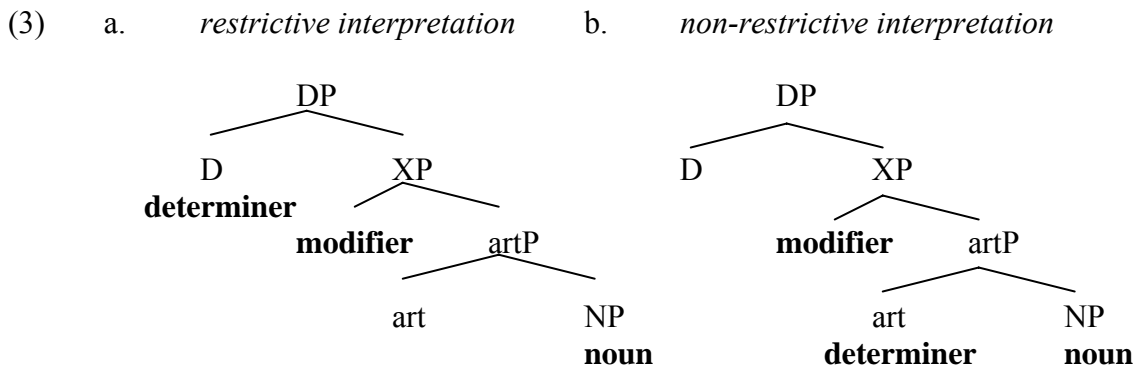 (3) a. restrictive interpretation b. non-restrictive interpretation
DP DP
D XP D XP
determiner
modifier artP modifier artP
art NP art NP
noun determiner noun